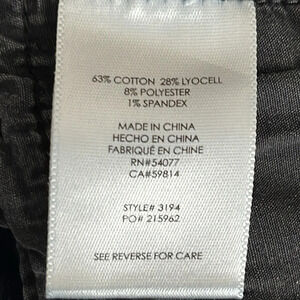 63% COTTON 28% LYOCELL
8% POLYESTER
1% SPANDEX
MADE IN CHINA
HECHO EN CHINA
FABRIQUÉ EN CHINE
RN#54077
CA#59814
STYLE# 3194
PO# 215962
SEE REVERSE FOR CARE